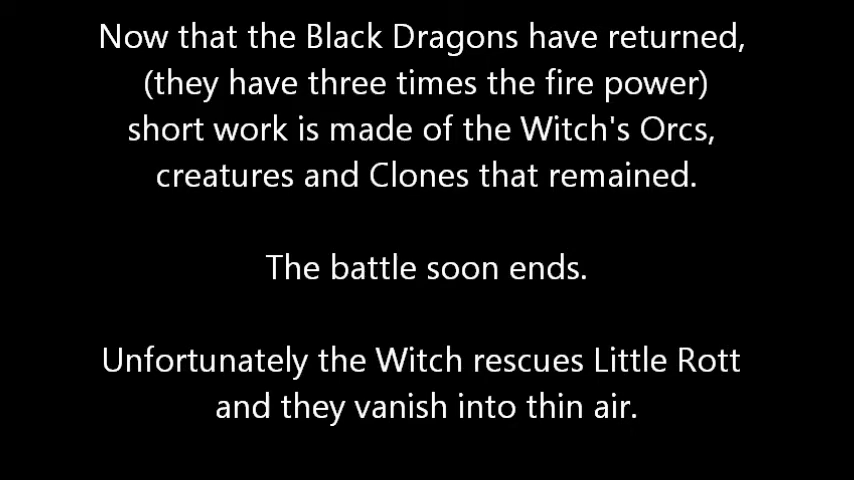 Now that the Black Dragons have returned,
(they have three times the fire power)
short work is made of the Witch's Orcs,
creatures and Clones that remained.
The battle soon ends.
Unfortunately the Witch rescues Little Rott
and they vanish into thin air.